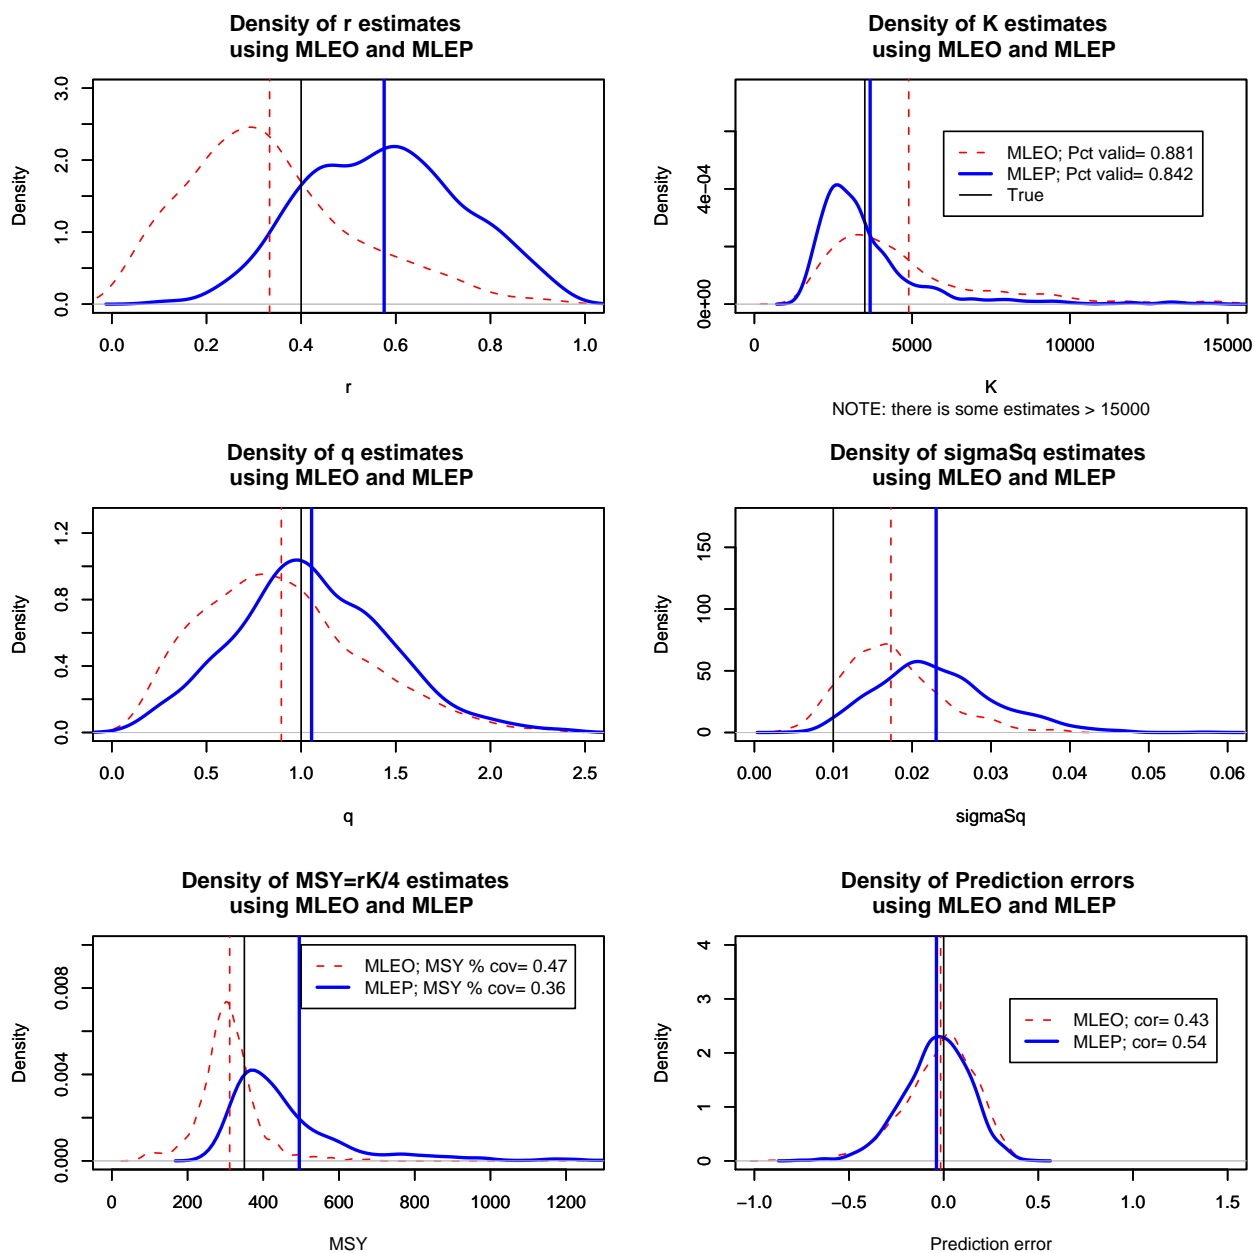 Density of r estimates
using MLEO and MLEP
Density
0.0 1.0 2.0 3.0
0.0 0.2 0.4 0.6 0.8 1.0
r
Density of K estimates
using MLEO and MLEP
Density
0e+00 4e-04
MLEO; Pct valid= 0.881
MLEP; Pct valid= 0.842
True
0 5000 10000 15000
K
NOTE: there is some estimates > 15000
Density of q estimates
using MLEO and MLEP
Density
0.0 0.4 0.8 1.2
0.0 0.5 1.0 1.5 2.0 2.5
q
Density of sigmaSq estimates
using MLEO and MLEP
Density
0 50 100 150
0.00 0.01 0.02 0.03 0.04 0.05 0.06
sigmaSq
Density of MSY=rK/4 estimates
using MLEO and MLEP
Density
0.000 0.004 0.008
MLEO; MSY % cov= 0.47
MLEP; MSY % cov= 0.36
0 200 400 600 800 1000 1200
MSY
Density of Prediction errors
using MLEO and MLEP
Density
0 1 2 3 4
MLEO; cor= 0.43
MLEP; cor= 0.54
−1.0 −0.5 0.0 0.5 1.0 1.5
Prediction error